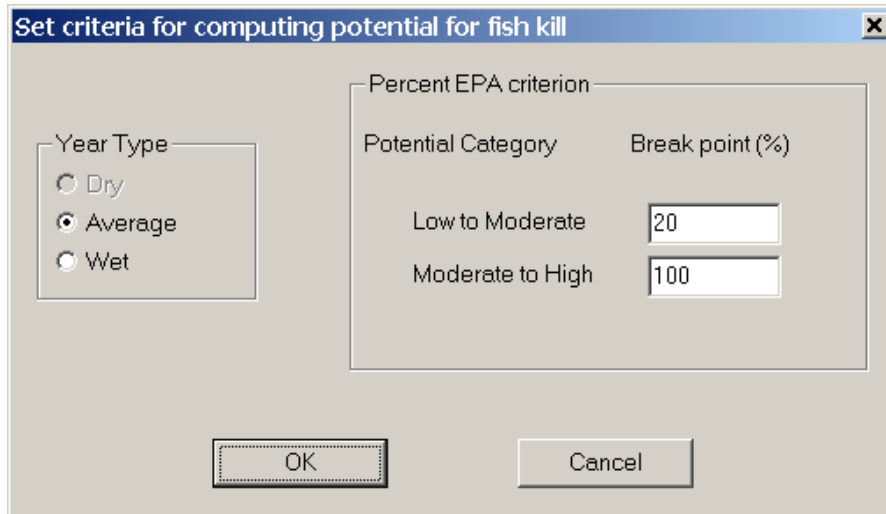 Set criteria for computing potential for fish kill
Year Type
Dry
Average
Wet
Percent EPA criterion
Potential Category Break point (%)
Low to Moderate 20
Moderate to High 100
OK Cancel